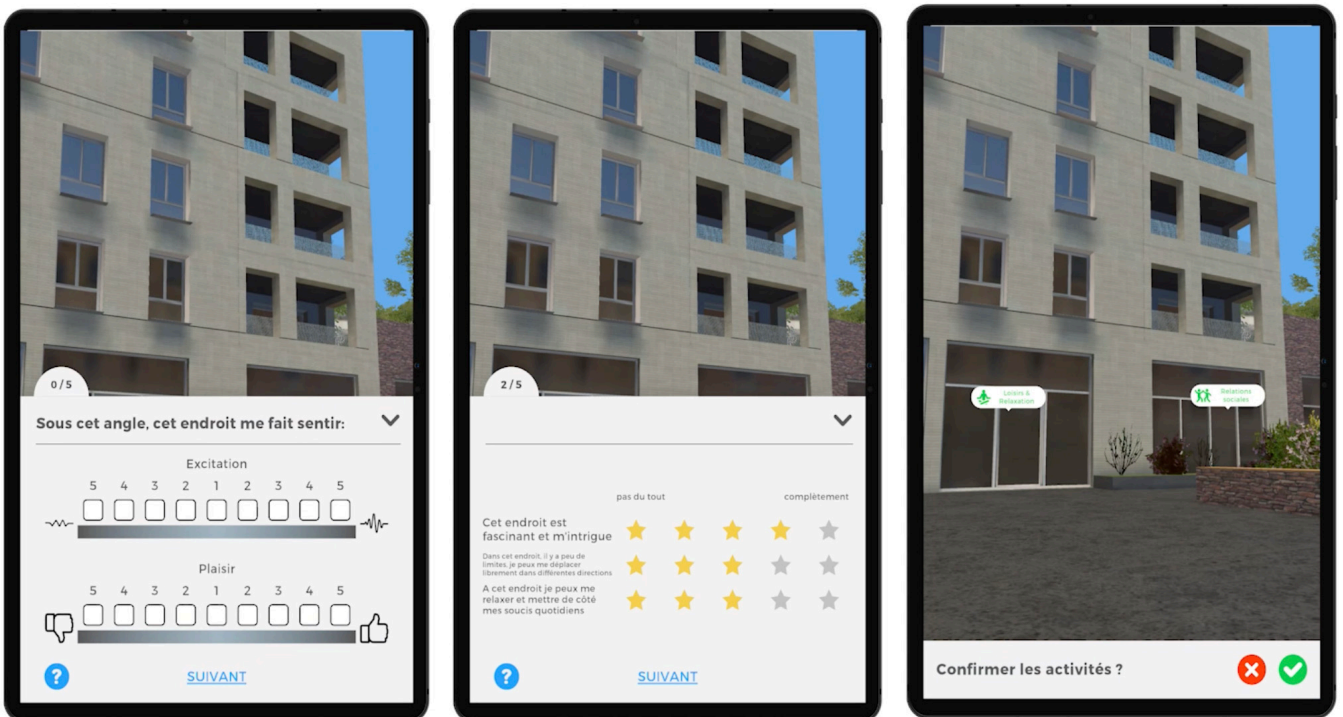 0/5
Sous cet angle, cet endroit me fait sentir:
Excitation
5 4 3 2 1 2 3 4 5
Plaisir
5 4 3 2 1 2 3 4 5
?
SUIVANT
2/5
pas du tout complètement
Cet endroit est
fascinant et m'intrigue
Dans cet endroit, il y a peu de
limites, je peux me déplacer
librement dans différentes directions
A cet endroit je peux me
relaxer et mettre de côté
mes soucis quotidiens
?
SUIVANT
Loisirs &
Relaxation
Relations
sociales
Confirmer les activités ?